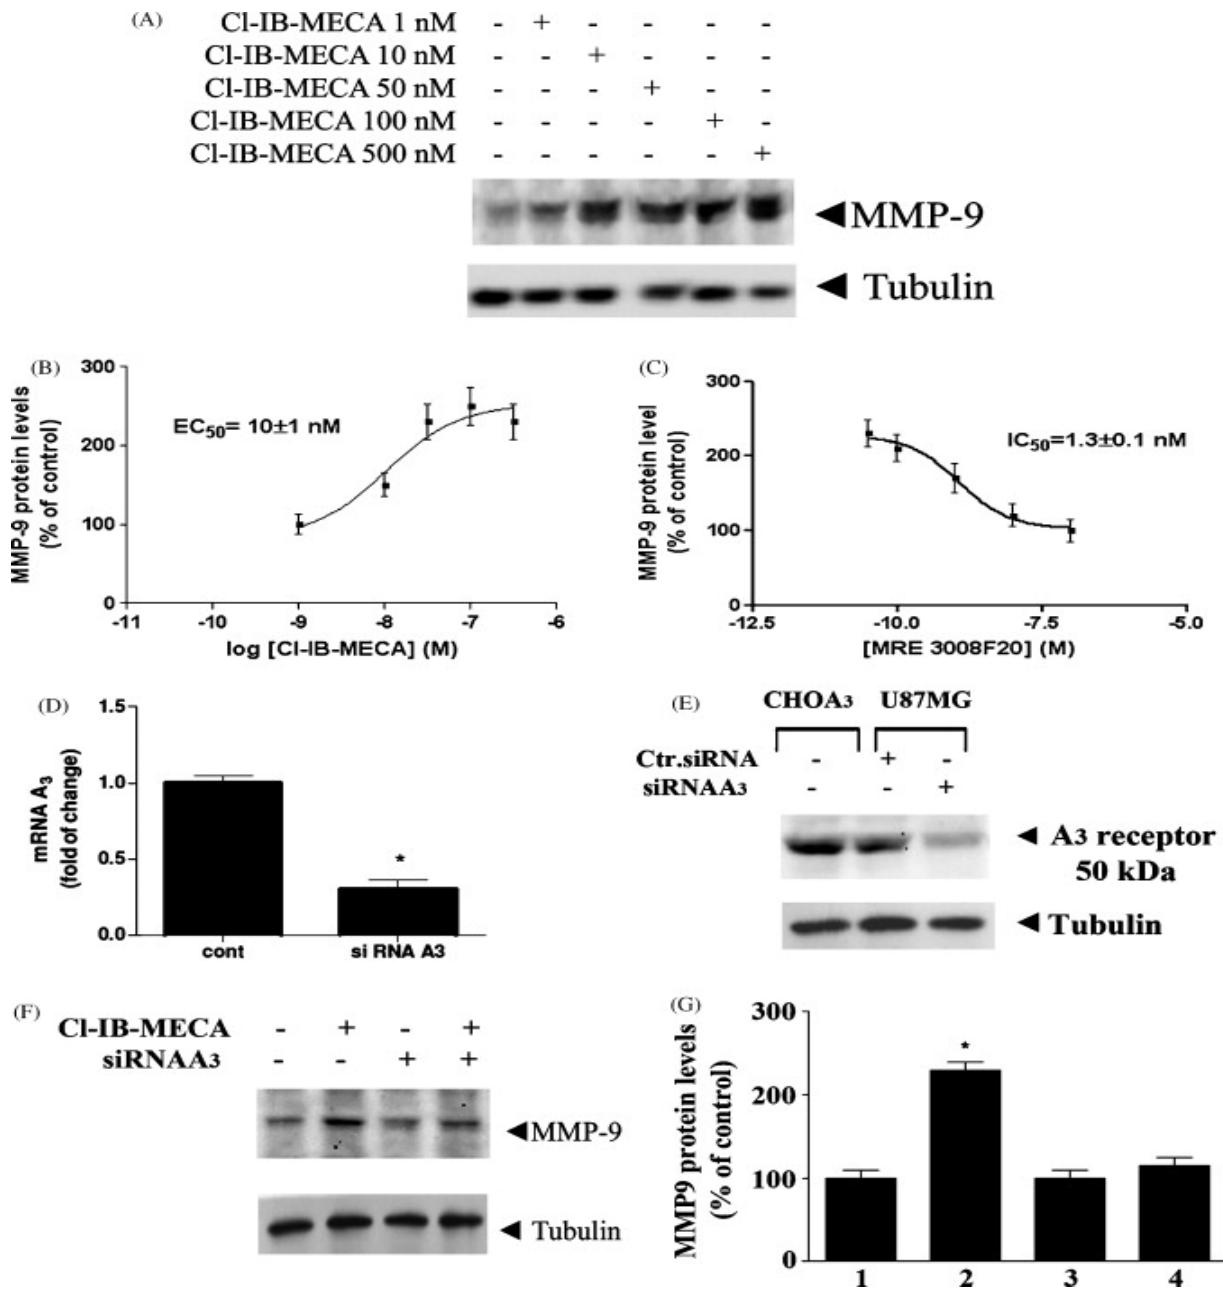 (A)
Cl-IB-MECA 1 nM - + - - - -
Cl-IB-MECA 10 nM - - + - - -
Cl-IB-MECA 50 nM - - - + - -
Cl-IB-MECA 100 nM - - - - + -
Cl-IB-MECA 500 nM - - - - - +
MMP-9
Tubulin
(B)
MMP-9 protein levels
(% of control)
300
200
100
0
EC50= 10±1 nM
-11 -10 -9 -8 -7 -6
log [Cl-IB-MECA] (M)
(C)
MMP-9 protein level
(% of control)
300
200
100
0
IC50=1.3±0.1 nM
-12.5 -10.0 -7.5 -5.0
[MRE 3008F20] (M)
(D)
mRNA A3
(fold of change)
1.5
1.0
0.5
0.0
*
cont si RNA A3
(E)
CHOA3 U87MG
Ctr.siRNA - + -
siRNAA3 - - +
A3 receptor
50 kDa
Tubulin
(F)
Cl-IB-MECA - + - +
siRNAA3 - - + +
MMP-9
Tubulin
(G)
MMP9 protein levels
(% of control)
300
200
100
0
*
1 2 3 4